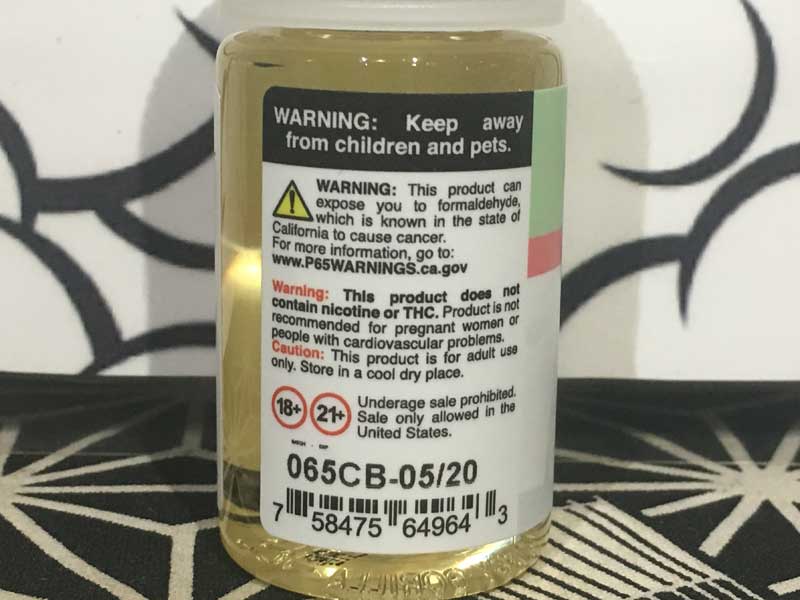 WARNING: Keep away
from children and pets.
WARNING: This product can
expose you to formaldehyde,
which is known in the state of
California to cause cancer.
For more information, go to:
www.P65WARNINGS.ca.gov
Warning: This product does not
contain nicotine or THC. Product is not
recommended for pregnant women or
people with cardiovascular problems.
Caution: This product is for adult use
only. Store in a cool dry place.
18+ 21+ Underage sale prohibited.
Sale only allowed in the
United States.
065CB-05/20
7 58475 64964 3